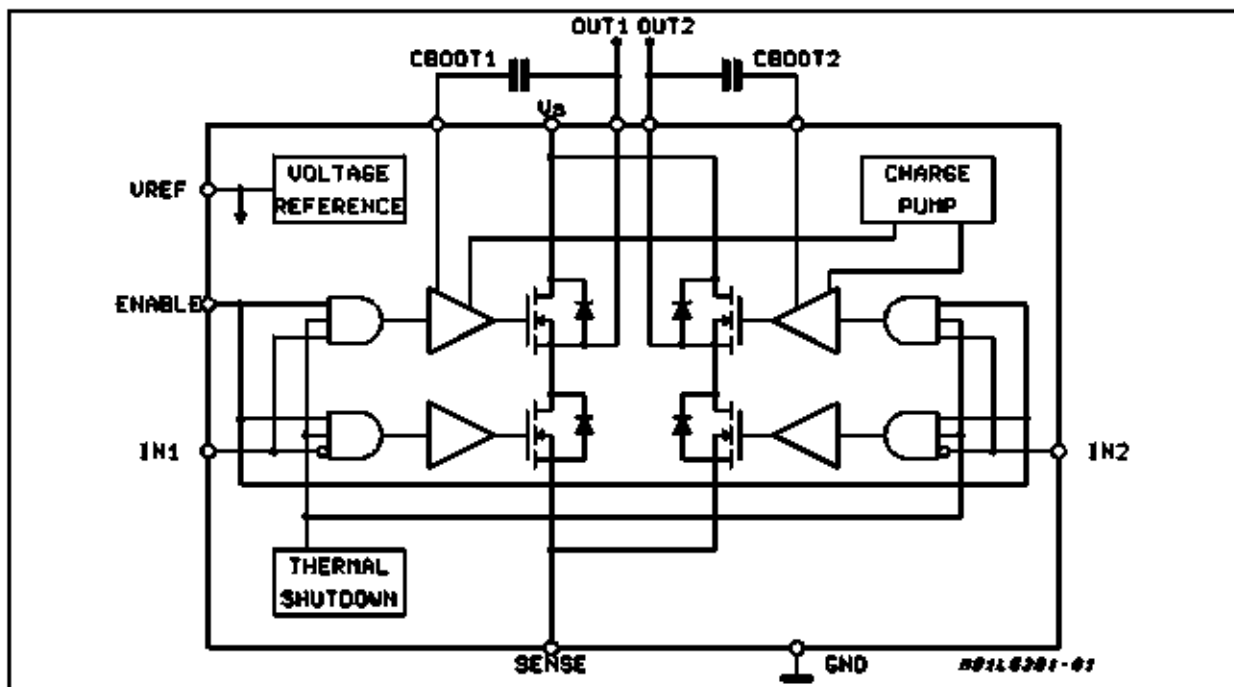 OUT1 OUT2
CBOOT1
CBOOT2
Vs
VREF
VOLTAGE
REFERENCE
CHARGE
PUMP
ENABLE
IN1
IN2
THERMAL
SHUTDOWN
SENSE
GND